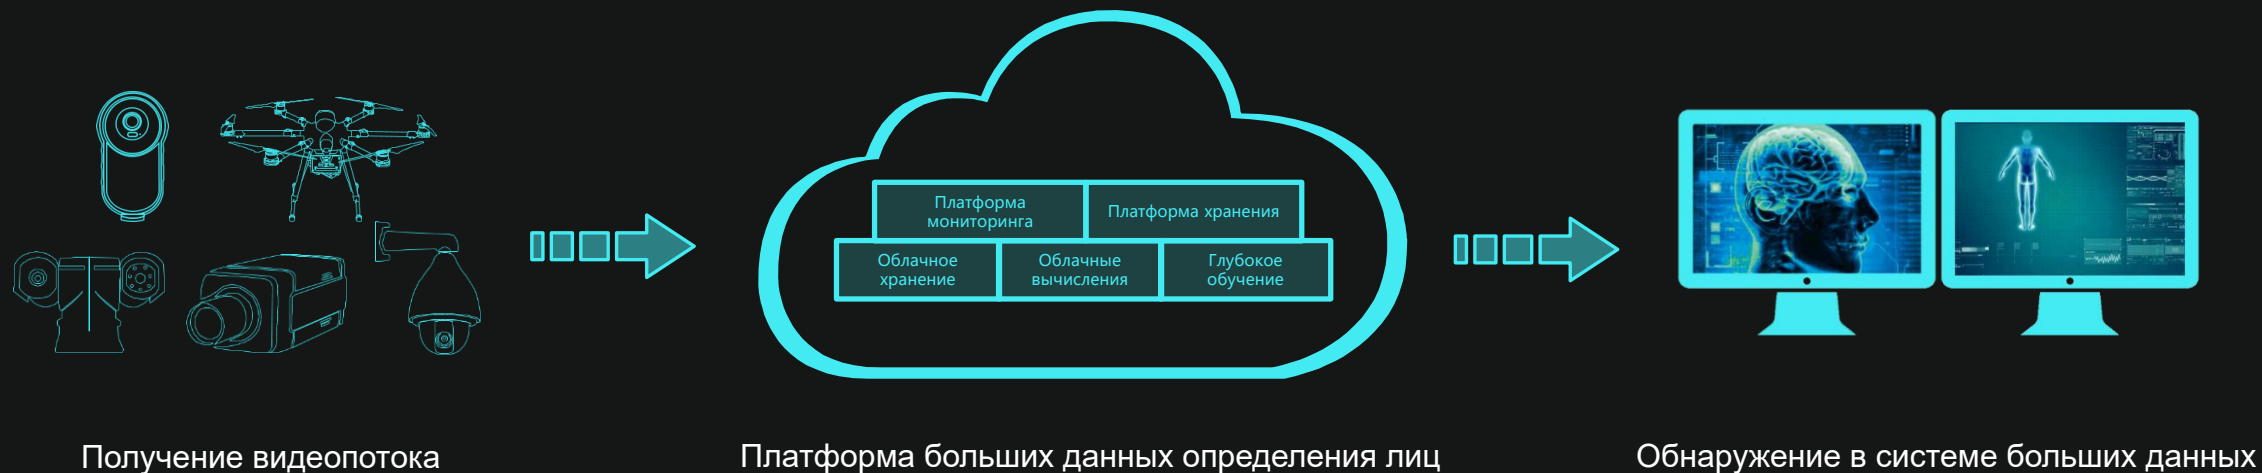 Платформа
мониторинга
Платформа хранения
Облачное
хранение
Облачные
вычисления
Глубокое
обучение
Получение видеопотока
Платформа больших данных определения лиц
Обнаружение в системе больших данных